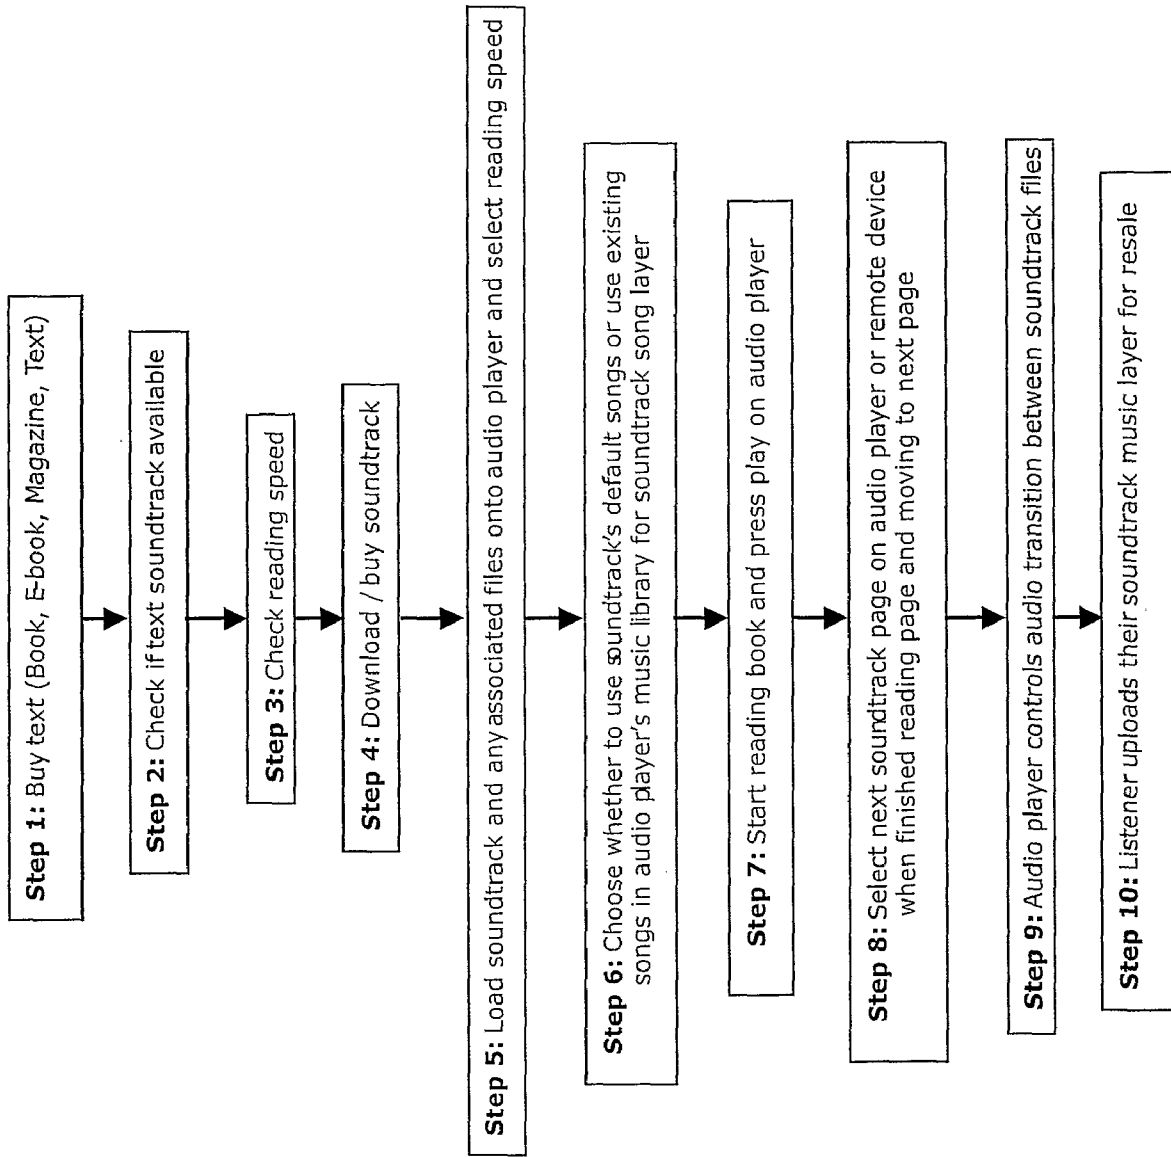 Step 1: Buy text (Book, E-book, Magazine, Text)
Step 2: Check if text soundtrack available
Step 3: Check reading speed
Step 4: Download / buy soundtrack
Step 5: Load soundtrack and any associated files onto audio player and select reading speed
Step 6: Choose whether to use soundtrack's default songs or use existing
songs in audio player's music library for soundtrack song layer
Step 7: Start reading book and press play on audio player
Step 8: Select next soundtrack page on audio player or remote device
when finished reading page and moving to next page
Step 9: Audio player controls audio transition between soundtrack files
Step 10: Listener uploads their soundtrack music layer for resale